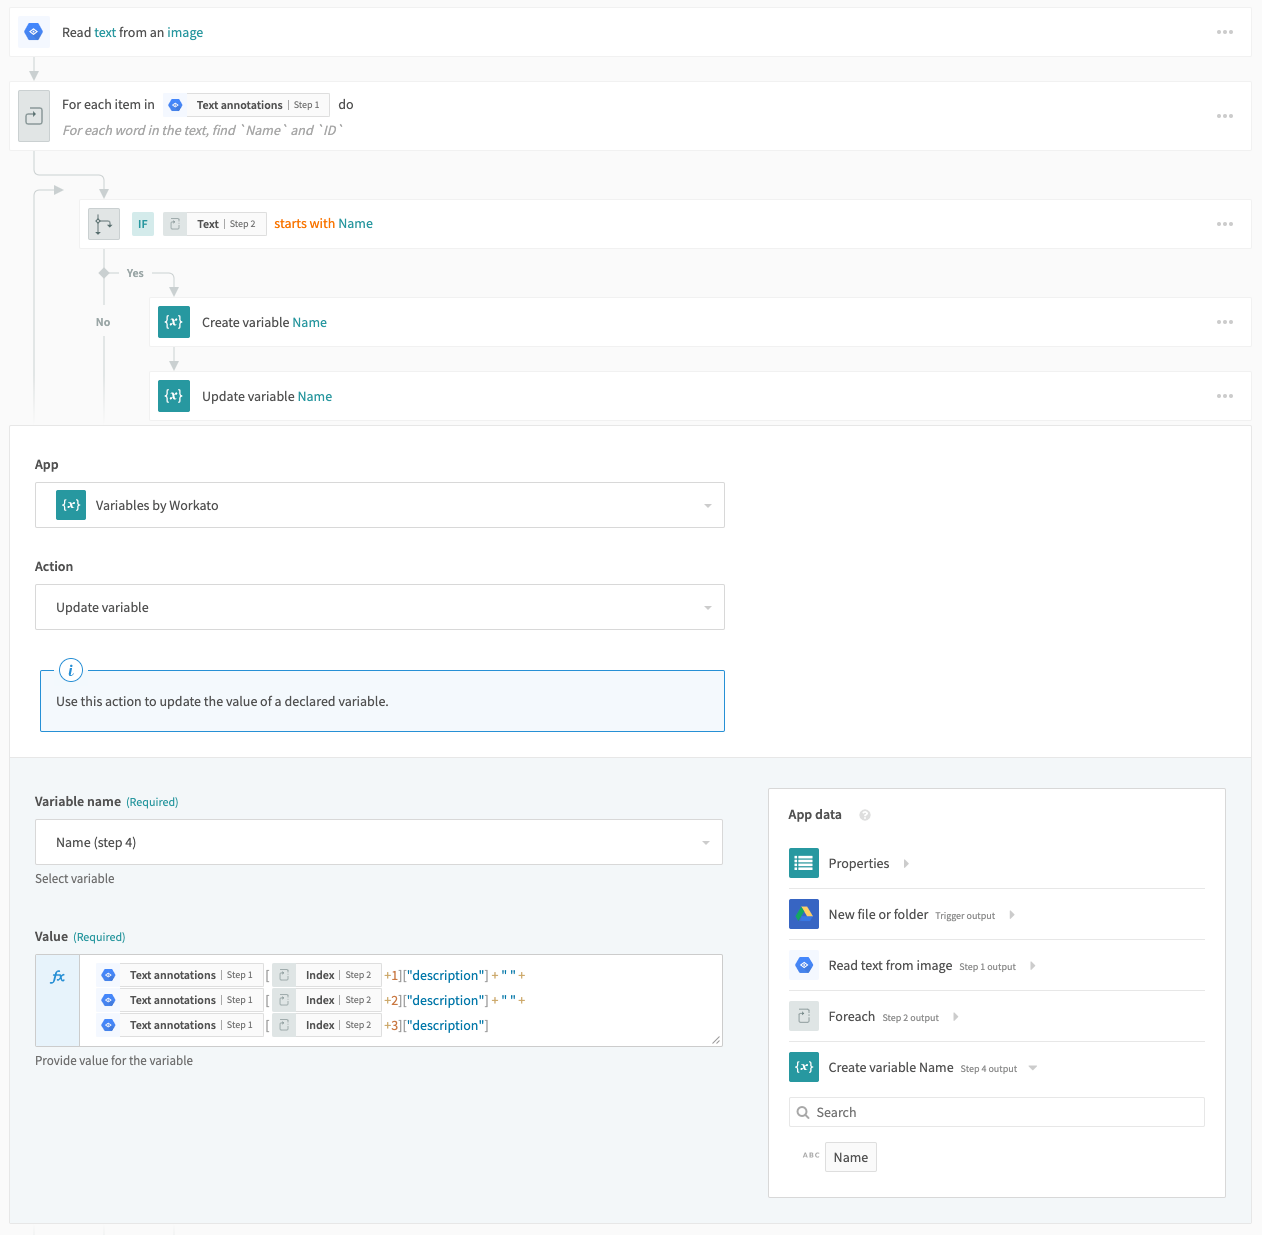 Read text from an image
For each item in Text annotations | Step 1 do
For each word in the text, find `Name` and `ID`
IF Text | Step 2 starts with Name
Yes
No
{x} Create variable Name
{x} Update variable Name
App
{x} Variables by Workato
Action
Update variable
i
Use this action to update the value of a declared variable.
Variable name (Required)
Name (step 4)
Select variable
Value (Required)
fx
Text annotations | Step 1 [ Index | Step 2 +1]["description"] + " " +
Text annotations | Step 1 [ Index | Step 2 +2]["description"] + " " +
Text annotations | Step 1 [ Index | Step 2 +3]["description"]
Provide value for the variable
App data ?
Properties
New file or folder Trigger output
Read text from image Step 1 output
Foreach Step 2 output
{x} Create variable Name Step 4 output
Search
ABC Name